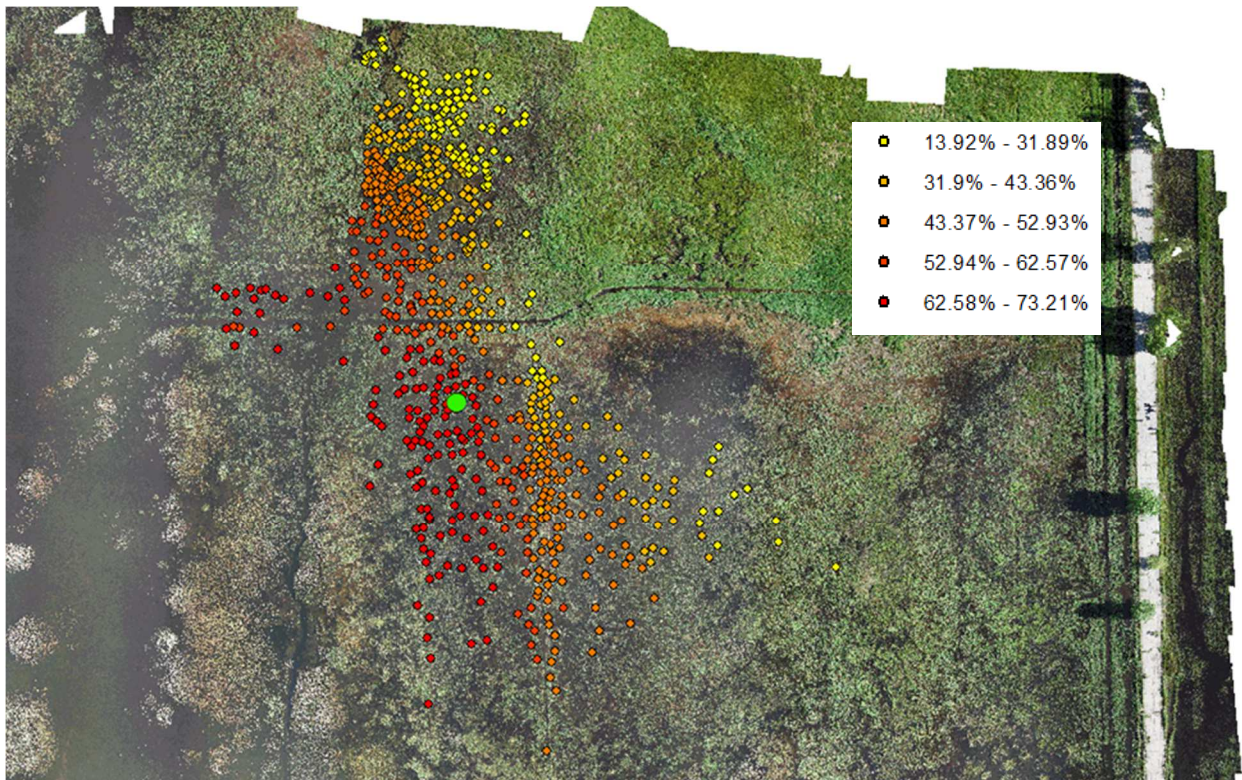 13.92% - 31.89%
31.9% - 43.36%
43.37% - 52.93%
52.94% - 62.57%
62.58% - 73.21%